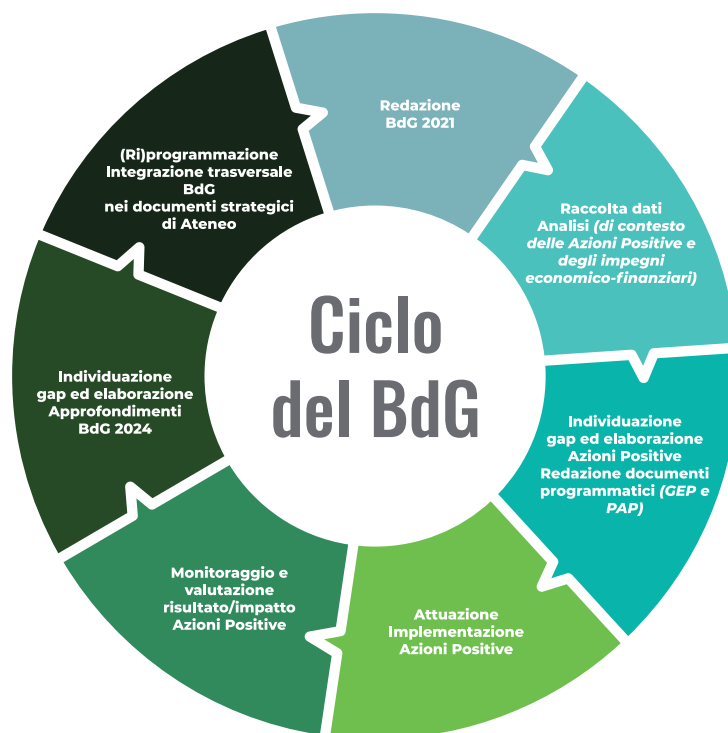 Ciclo
del BdG
Redazione
BdG 2021
Raccolta dati
Analisi (di contesto
delle Azioni Positive e
degli impegni
economico-finanziari)
Individuazione
gap ed elaborazione
Azioni Positive
Redazione documenti
programmatici (GEP e
PAP)
Attuazione
Implementazione
Azioni Positive
Monitoraggio e
valutazione
risultato/impatto
Azioni Positive
Individuazione
gap ed elaborazione
Approfondimenti
BdG 2024
(Ri)programmazione
Integrazione trasversale
BdG
nei documenti strategici
di Ateneo